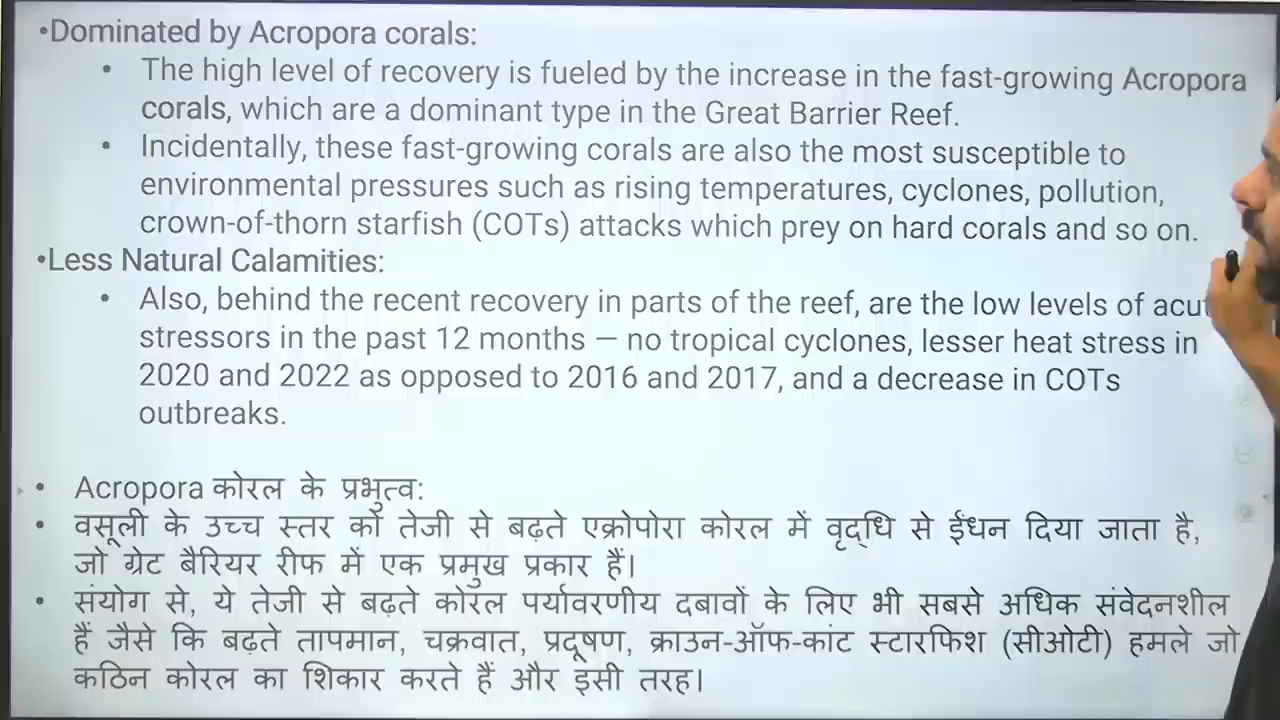 •Dominated by Acropora corals:
• The high level of recovery is fueled by the increase in the fast-growing Acropora
corals, which are a dominant type in the Great Barrier Reef.
• Incidentally, these fast-growing corals are also the most susceptible to
environmental pressures such as rising temperatures, cyclones, pollution,
crown-of-thorn starfish (COTs) attacks which prey on hard corals and so on.
•Less Natural Calamities:
• Also, behind the recent recovery in parts of the reef, are the low levels of acut
stressors in the past 12 months — no tropical cyclones, lesser heat stress in
2020 and 2022 as opposed to 2016 and 2017, and a decrease in COTs
outbreaks.
• Acropora कोरल के प्रभुत्व:
• वसूली के उच्च स्तर को तेजी से बढ़ते एक्रोपोरा कोरल में वृद्धि से ईंधन दिया जाता है,
जो ग्रेट बैरियर रीफ में एक प्रमुख प्रकार हैं।
• संयोग से, ये तेजी से बढ़ते कोरल पर्यावरणीय दबावों के लिए भी सबसे अधिक संवेदनशील
हैं जैसे कि बढ़ते तापमान, चक्रवात, प्रदूषण, क्राउन-ऑफ-कांट स्टारफिश (सीओटी) हमले जो
कठिन कोरल का शिकार करते हैं और इसी तरह।